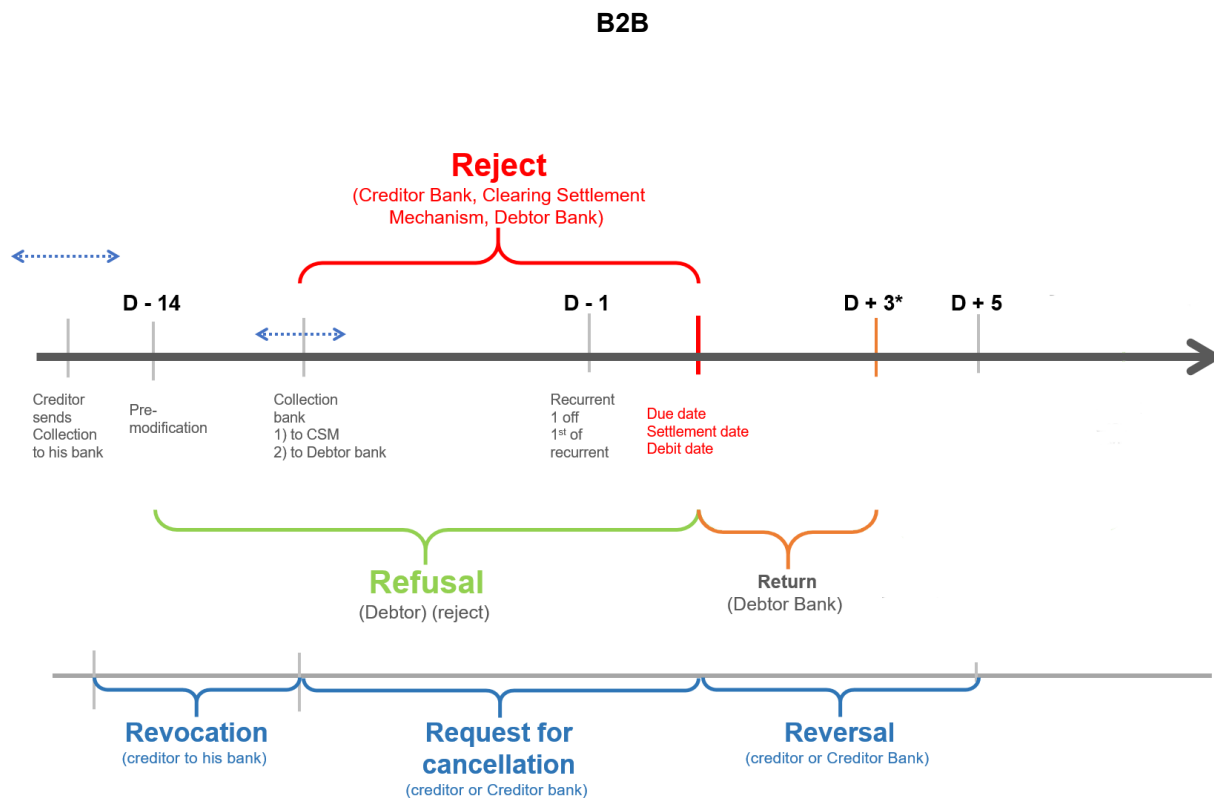 B2B
Reject
(Creditor Bank, Clearing Settlement
Mechanism, Debtor Bank)
D - 14
D - 1
D + 3*
D + 5
Creditor
sends
Collection
to his bank
Pre-
modification
Collection
bank
1) to CSM
2) to Debtor bank
Recurrent
1 off
1st of
recurrent
Due date
Settlement date
Debit date
Refusal
(Debtor) (reject)
Return
(Debtor Bank)
Revocation
(creditor to his bank)
Request for
cancellation
(creditor or Creditor bank)
Reversal
(creditor or Creditor Bank)